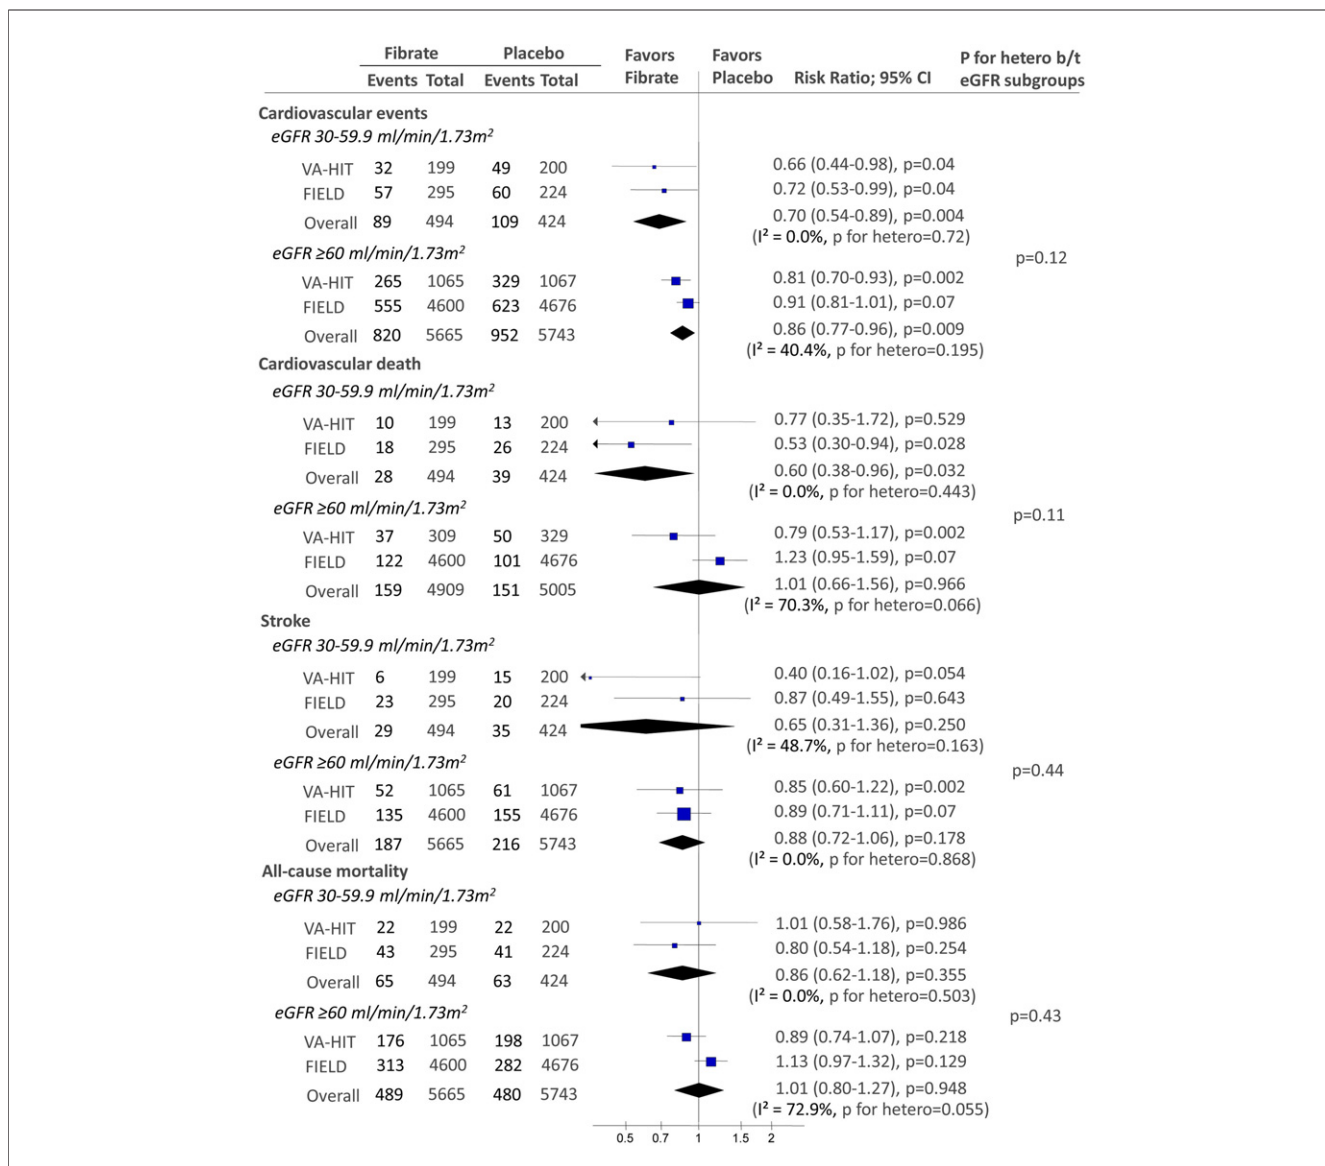 Fibrate Placebo Favors Favors P for hetero b/t
Events Total Events Total Fibrate Placebo Risk Ratio; 95% CI eGFR subgroups
Cardiovascular events
eGFR 30-59.9 ml/min/1.73m²
VA-HIT 32 199 49 200 0.66 (0.44-0.98), p=0.04
FIELD 57 295 60 224 0.72 (0.53-0.99), p=0.04
Overall 89 494 109 424 0.70 (0.54-0.89), p=0.004
(I² = 0.0%, p for hetero=0.72)
eGFR ≥60 ml/min/1.73m²
p=0.12
VA-HIT 265 1065 329 1067 0.81 (0.70-0.93), p=0.002
FIELD 555 4600 623 4676 0.91 (0.81-1.01), p=0.07
Overall 820 5665 952 5743 0.86 (0.77-0.96), p=0.009
(I² = 40.4%, p for hetero=0.195)
Cardiovascular death
eGFR 30-59.9 ml/min/1.73m²
VA-HIT 10 199 13 200 0.77 (0.35-1.72), p=0.529
FIELD 18 295 26 224 0.53 (0.30-0.94), p=0.028
Overall 28 494 39 424 0.60 (0.38-0.96), p=0.032
(I² = 0.0%, p for hetero=0.443)
eGFR ≥60 ml/min/1.73m²
p=0.11
VA-HIT 37 309 50 329 0.79 (0.53-1.17), p=0.002
FIELD 122 4600 101 4676 1.23 (0.95-1.59), p=0.07
Overall 159 4909 151 5005 1.01 (0.66-1.56), p=0.966
(I² = 70.3%, p for hetero=0.066)
Stroke
eGFR 30-59.9 ml/min/1.73m²
VA-HIT 6 199 15 200 0.40 (0.16-1.02), p=0.054
FIELD 23 295 20 224 0.87 (0.49-1.55), p=0.643
Overall 29 494 35 424 0.65 (0.31-1.36), p=0.250
(I² = 48.7%, p for hetero=0.163)
eGFR ≥60 ml/min/1.73m²
p=0.44
VA-HIT 52 1065 61 1067 0.85 (0.60-1.22), p=0.002
FIELD 135 4600 155 4676 0.89 (0.71-1.11), p=0.07
Overall 187 5665 216 5743 0.88 (0.72-1.06), p=0.178
(I² = 0.0%, p for hetero=0.868)
All-cause mortality
eGFR 30-59.9 ml/min/1.73m²
VA-HIT 22 199 22 200 1.01 (0.58-1.76), p=0.986
FIELD 43 295 41 224 0.80 (0.54-1.18), p=0.254
Overall 65 494 63 424 0.86 (0.62-1.18), p=0.355
(I² = 0.0%, p for hetero=0.503)
eGFR ≥60 ml/min/1.73m²
p=0.43
VA-HIT 176 1065 198 1067 0.89 (0.74-1.07), p=0.218
FIELD 313 4600 282 4676 1.13 (0.97-1.32), p=0.129
Overall 489 5665 480 5743 1.01 (0.80-1.27), p=0.948
(I² = 72.9%, p for hetero=0.055)
0.5 0.7 1 1.5 2